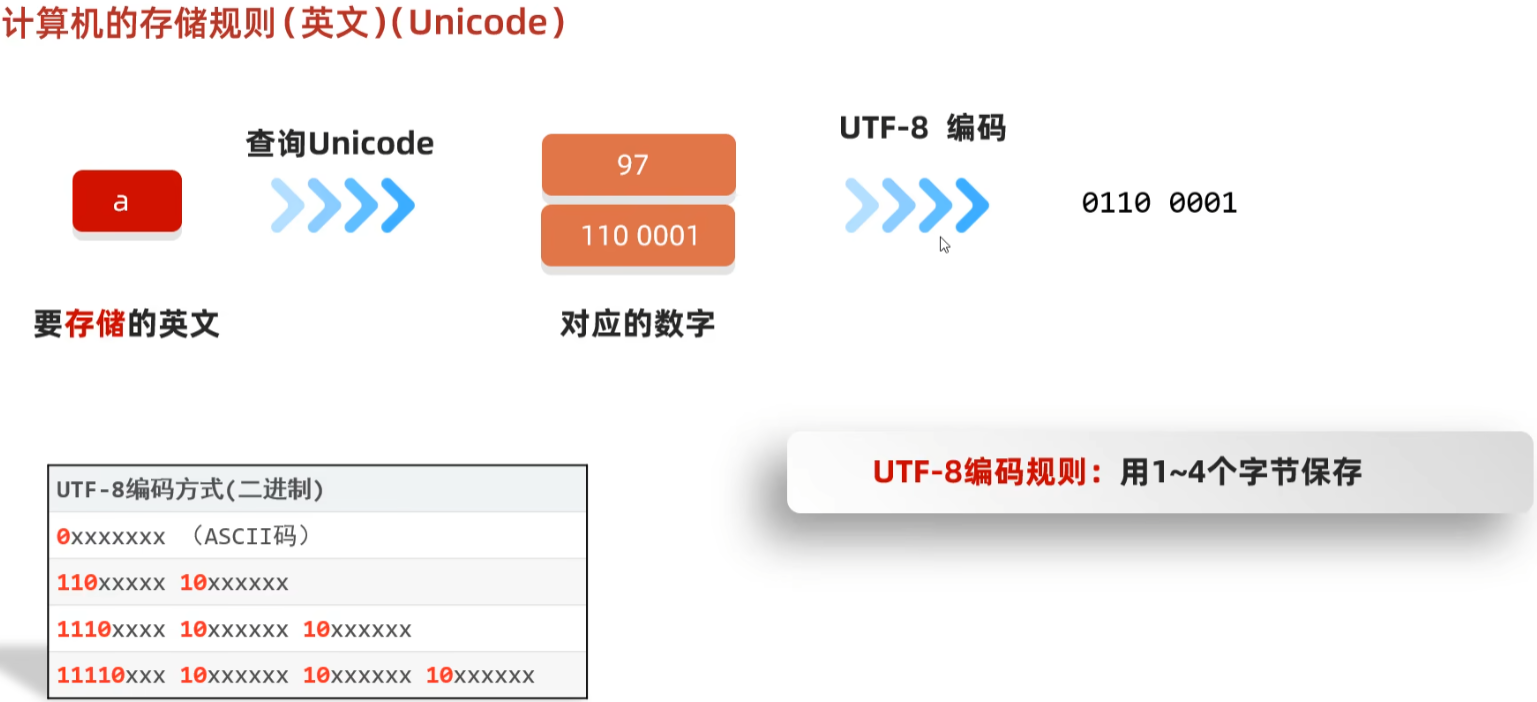 计算机的存储规则(英文)(Unicode)
查询Unicode
UTF-8 编码
a
97
110 0001
0110 0001
要存储的英文
对应的数字
UTF-8编码规则：用1~4个字节保存
UTF-8编码方式(二进制)
0xxxxxxx （ASCII码）
110xxxxx 10xxxxxx
1110xxxx 10xxxxxx 10xxxxxx
11110xxx 10xxxxxx 10xxxxxx 10xxxxxx